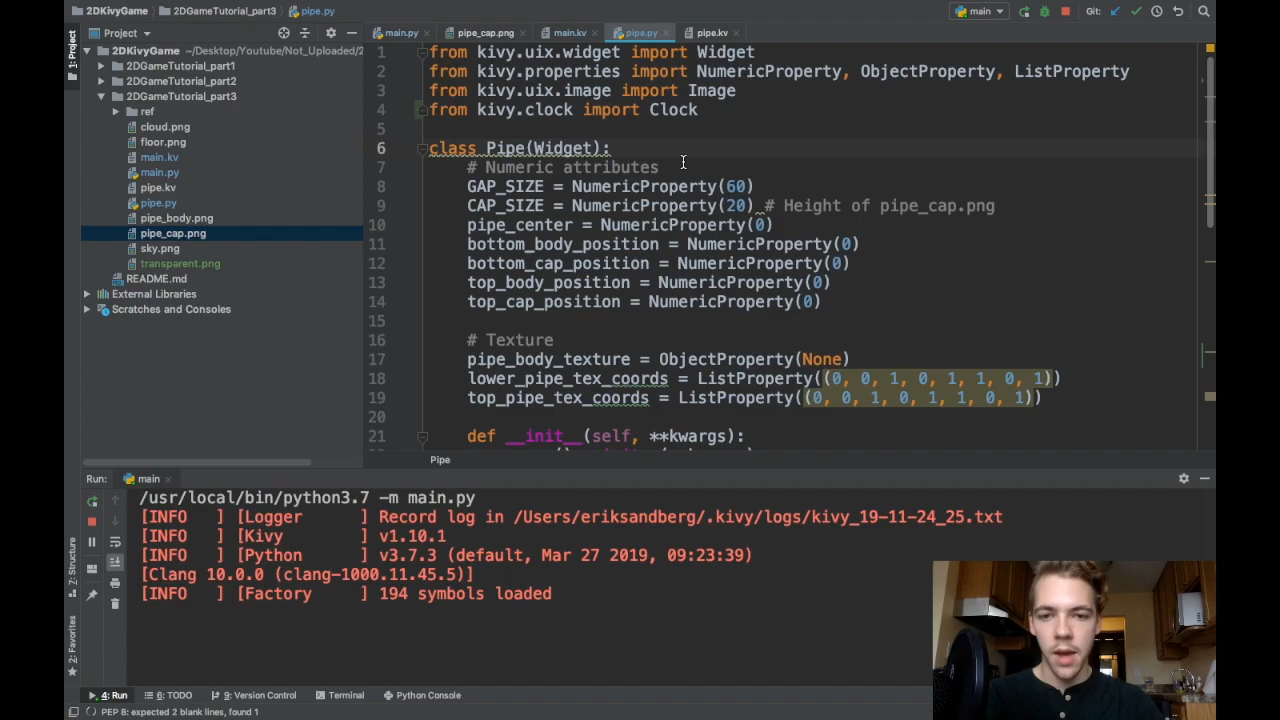 2DKivyGame 2DGameTutorial_part3 pipe.py
main Git:
Project
main.py pipe_cap.png main.kv pipe.py pipe.kv
2DKivyGame ~/Desktop/Youtube/Not_Uploaded/2
2DGameTutorial_part1
2DGameTutorial_part2
2DGameTutorial_part3
ref
cloud.png
floor.png
main.kv
main.py
pipe.kv
pipe.py
pipe_body.png
pipe_cap.png
sky.png
transparent.png
README.md
External Libraries
Scratches and Consoles
1: Project
7: Structure
2: Favorites
1 from kivy.uix.widget import Widget
2 from kivy.properties import NumericProperty, ObjectProperty, ListProperty
3 from kivy.uix.image import Image
4 from kivy.clock import Clock
5
6 class Pipe(Widget):
7 # Numeric attributes
8 GAP_SIZE = NumericProperty(60)
9 CAP_SIZE = NumericProperty(20) # Height of pipe_cap.png
10 pipe_center = NumericProperty(0)
11 bottom_body_position = NumericProperty(0)
12 bottom_cap_position = NumericProperty(0)
13 top_body_position = NumericProperty(0)
14 top_cap_position = NumericProperty(0)
15
16 # Texture
17 pipe_body_texture = ObjectProperty(None)
18 lower_pipe_tex_coords = ListProperty((0, 0, 1, 0, 1, 1, 0, 1))
19 top_pipe_tex_coords = ListProperty((0, 0, 1, 0, 1, 1, 0, 1))
20
21 def __init__(self, **kwargs):
Pipe
Run: main
/usr/local/bin/python3.7 -m main.py
[INFO ] [Logger ] Record log in /Users/eriksandberg/.kivy/logs/kivy_19-11-24_25.txt
[INFO ] [Kivy ] v1.10.1
[INFO ] [Python ] v3.7.3 (default, Mar 27 2019, 09:23:39)
[Clang 10.0.0 (clang-1000.11.45.5)]
[INFO ] [Factory ] 194 symbols loaded
4: Run 6: TODO 9: Version Control Terminal Python Console
PEP 8: expected 2 blank lines, found 1